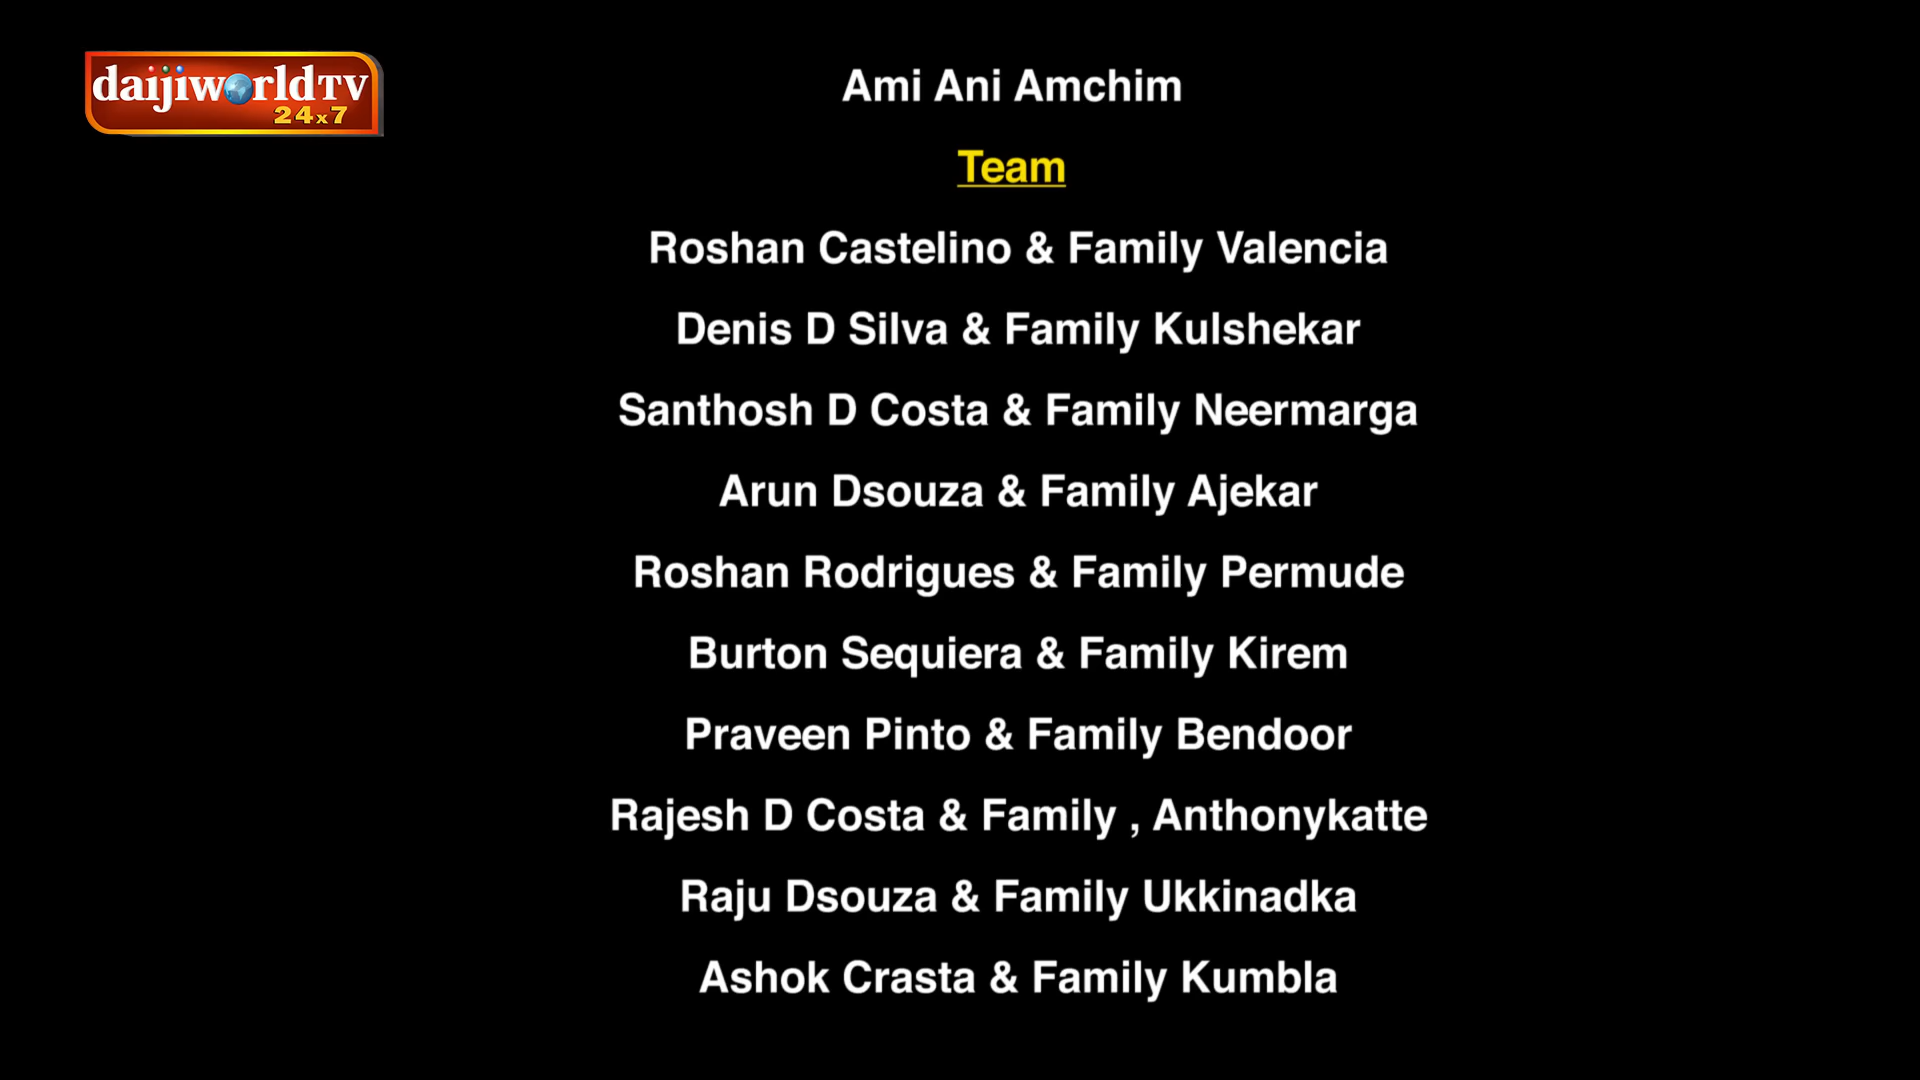 daijiworldTV
24x7
Ami Ani Amchim
Team
Roshan Castelino & Family Valencia
Denis D Silva & Family Kulshekar
Santhosh D Costa & Family Neermarga
Arun Dsouza & Family Ajekar
Roshan Rodrigues & Family Permude
Burton Sequiera & Family Kirem
Praveen Pinto & Family Bendoor
Rajesh D Costa & Family , Anthonykatte
Raju Dsouza & Family Ukkinadka
Ashok Crasta & Family Kumbla